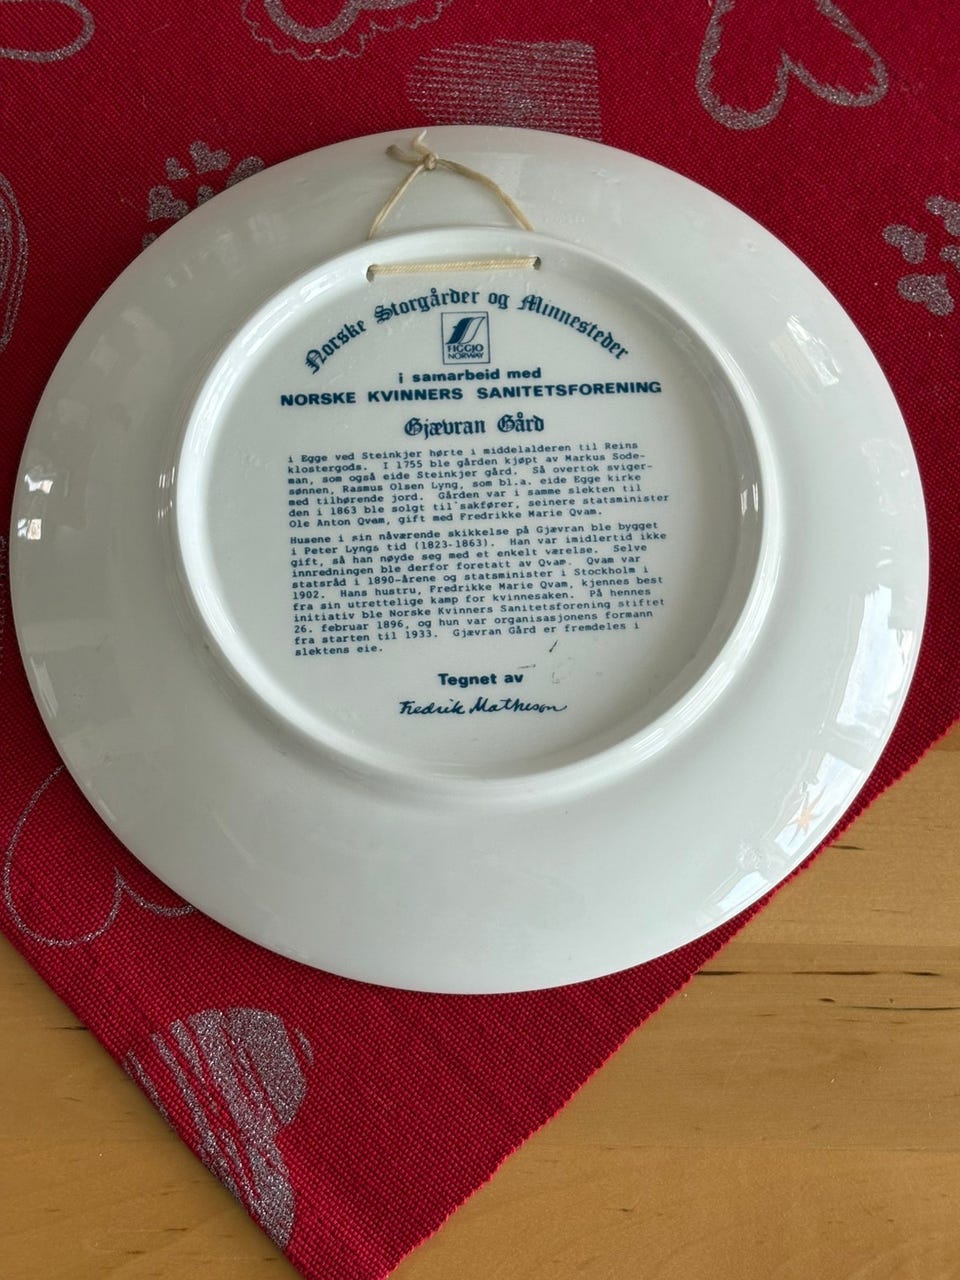 Norske Storgårder og Minnesteder
FIGGJO
NORWAY
i samarbeid med
NORSKE KVINNERS SANITETSFORENING
Gjævran Gård
i Egge ved Steinkjer hørte i middelalderen til Reins
klostergods. I 1755 ble gården kjøpt av Markus Sode-
man, som også eide Steinkjer gård. Så overtok sviger-
sønnen, Rasmus Olsen Lyng, som bl.a. eide Egge kirke
med tilhørende jord. Gården var i samme slekten til
den i 1863 ble solgt til sakfører, seinere statsminister
Ole Anton Qvam, gift med Fredrikke Marie Qvam.
Husene i sin nåværende skikkelse på Gjævran ble bygget
i Peter Lyngs tid (1823-1863). Han var imidlertid ikke
gift, så han nøyde seg med et enkelt værelse. Selve
innredningen ble derfor foretatt av Qvam. Qvam var
statsråd i 1890-årene og statsminister i Stockholm i
1902. Hans hustru, Fredrikke Marie Qvam, kjennes best
fra sin utrettelige kamp for kvinnesaken. På hennes
initiativ ble Norske Kvinners Sanitetsforening stiftet
26. februar 1896, og hun var organisasjonens formann
fra starten til 1933. Gjævran Gård er fremdeles i
slektens eie.
Tegnet av
Fredrik Matheson